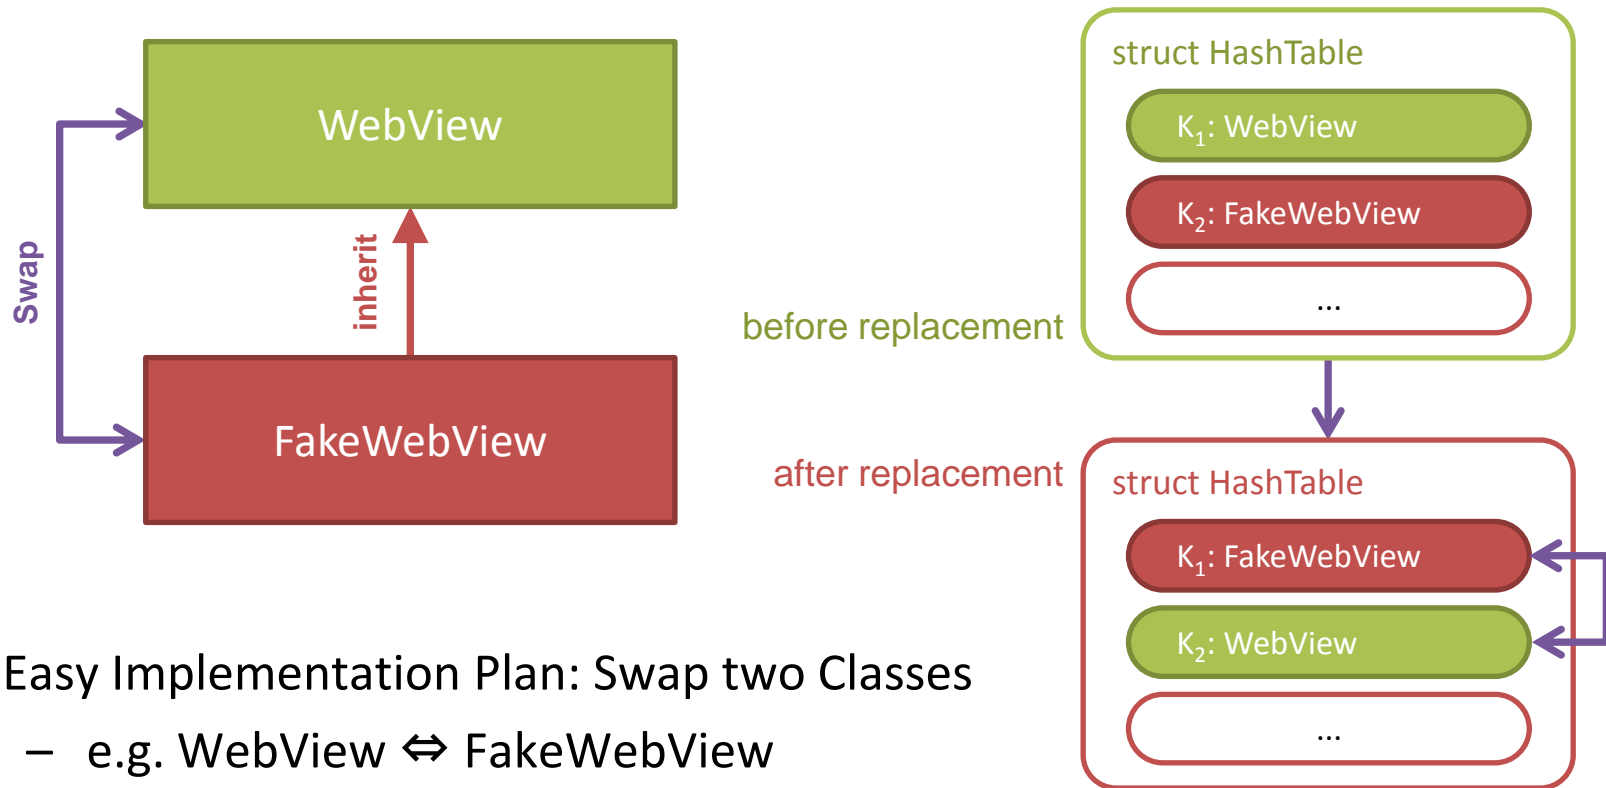 WebView
Swap
inherit
FakeWebView
before replacement
struct HashTable
K₁: WebView
K₂: FakeWebView
...
after replacement
struct HashTable
K₁: FakeWebView
K₂: WebView
...
Easy Implementation Plan: Swap two Classes
– e.g. WebView ⇔ FakeWebView